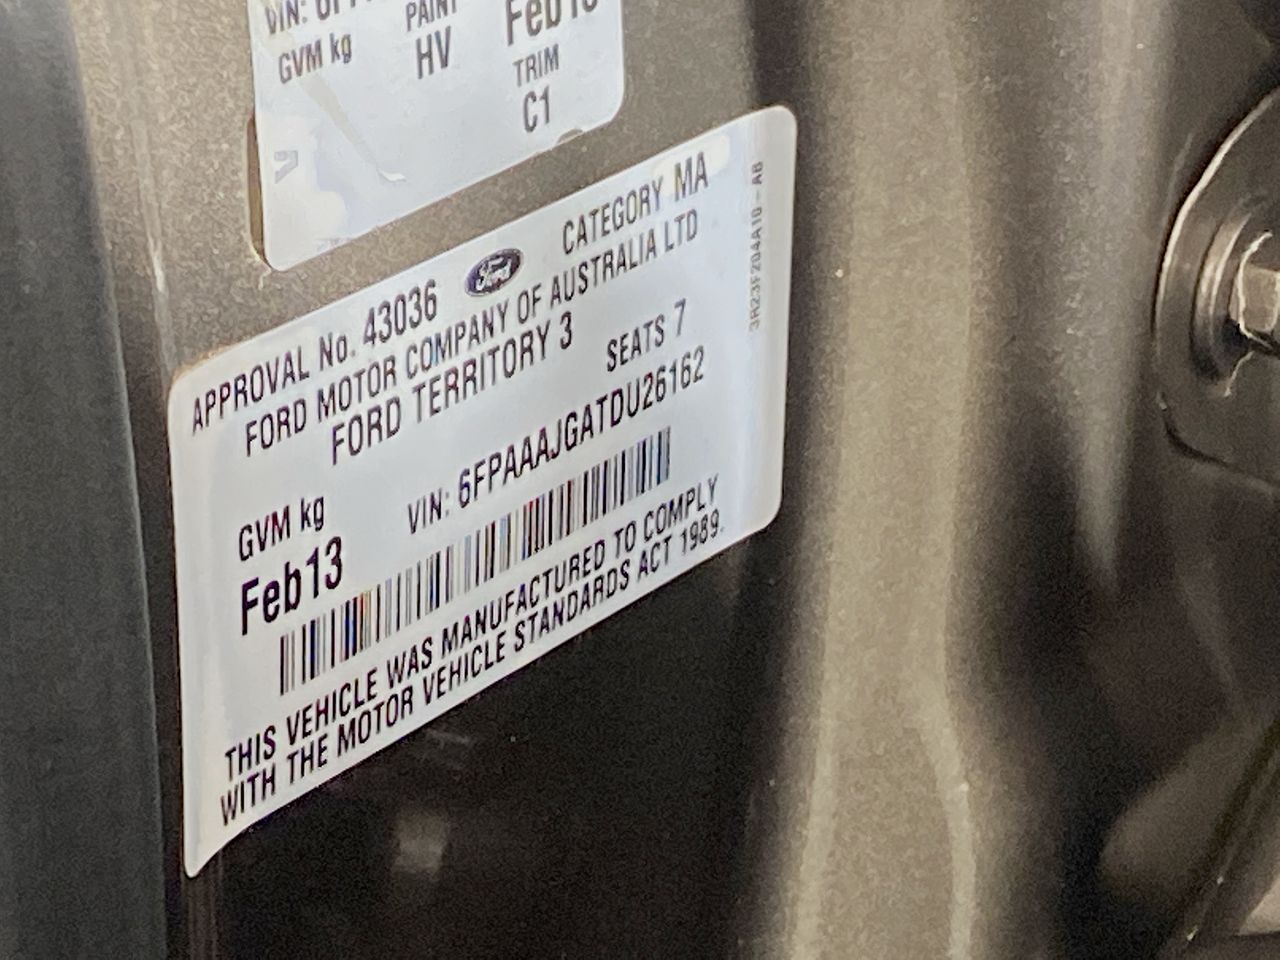 VIN:
PAINT
Feb13
GVM kg
HV
TRIM
C1
APPROVAL No. 43036 Ford CATEGORY MA
FORD MOTOR COMPANY OF AUSTRALIA LTD
FORD TERRITORY 3
SEATS 7
GVM kg
VIN: 6FPAAAJGATDU26162
Feb13
THIS VEHICLE WAS MANUFACTURED TO COMPLY
WITH THE MOTOR VEHICLE STANDARDS ACT 1989.